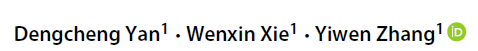 Dengcheng Yan¹ · Wenxin Xie¹ · Yiwen Zhang¹ iD